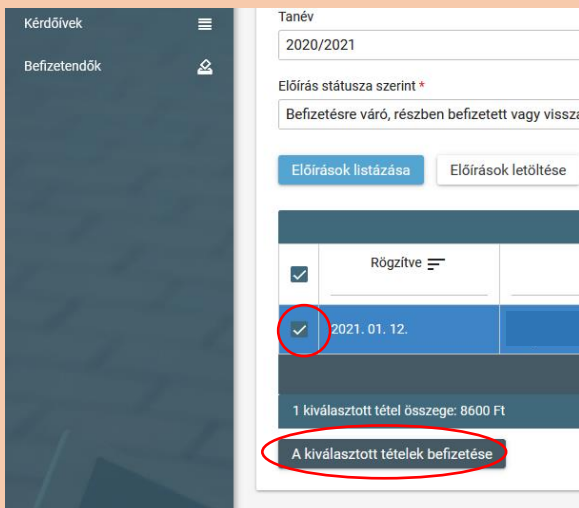 Kérdőívek
Befizetendők
Tanév
2020/2021
Előírás státusza szerint *
Befizetésre váró, részben befizetett vagy vissza
Előírások listázása
Előírások letöltése
Rögzítve
2021. 01. 12.
1 kiválasztott tétel összege: 8600 Ft
A kiválasztott tételek befizetése